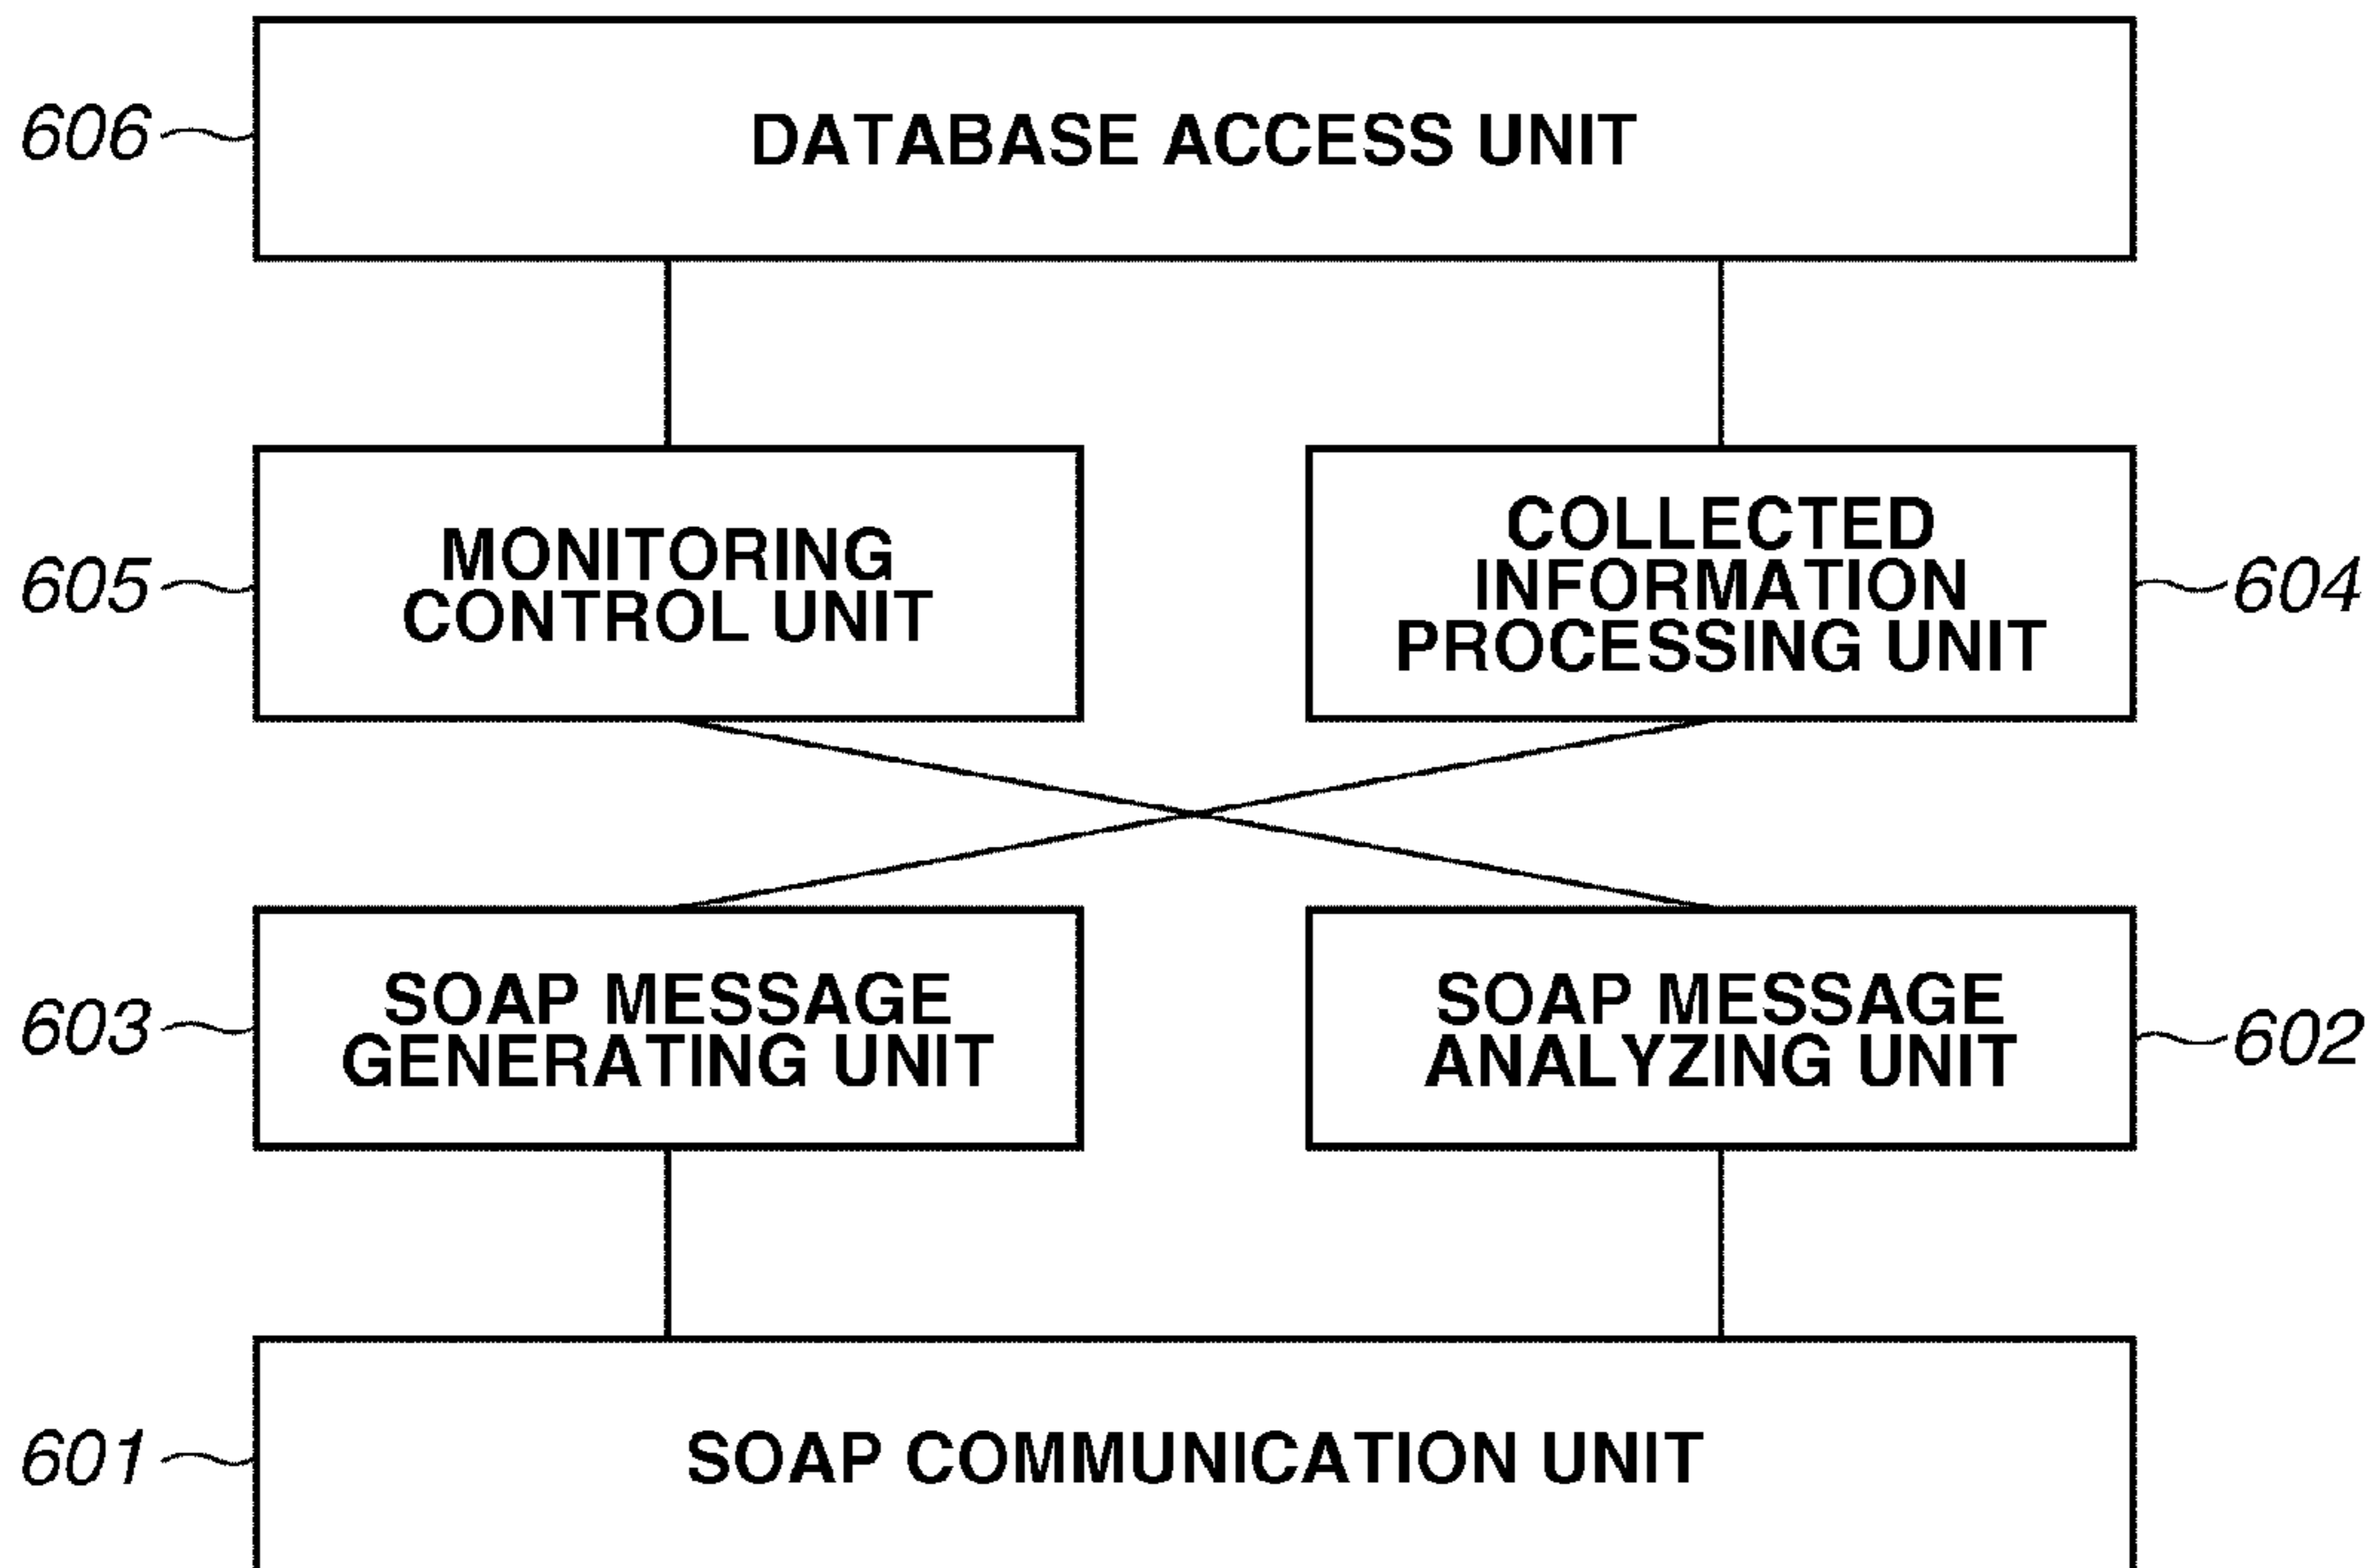 606
DATABASE ACCESS UNIT
605
MONITORING
CONTROL UNIT
COLLECTED
INFORMATION
PROCESSING UNIT
604
603
SOAP MESSAGE
GENERATING UNIT
SOAP MESSAGE
ANALYZING UNIT
602
601
SOAP COMMUNICATION UNIT